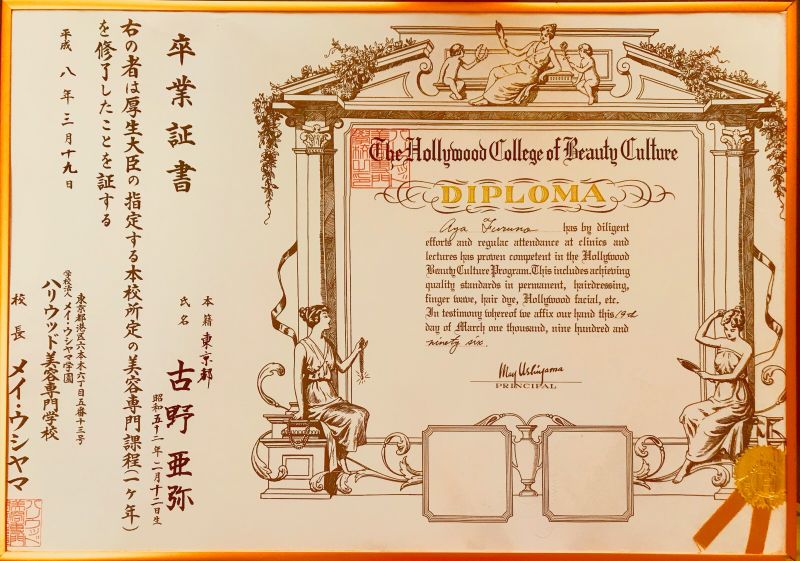 卒業証書
本籍 東京都
氏名 古野亜弥
昭和五十二年二月十二日生
右の者は厚生大臣の指定する本校所定の美容専門課程(一ヶ年)
を修了したことを証する
平成八年三月十九日
東京都港区六本木六丁目五番十三号
学校法人 メイ・ウシヤマ学園
ハリウッド美容専門学校
校長 メイ・ウシヤマ
The Hollywood College of Beauty Culture
DIPLOMA
Aya Furuno has by diligent
efforts and regular attendance at clinics and
lectures has proven competent in the Hollywood
Beauty Culture Program. This includes achieving
quality standards in permanent, hairdressing,
finger wave, hair dye, Hollywood facial, etc.
In testimony whereof we affix our hand this 19th
day of March one thousand, nine hundred and
ninety six.
May Ushiyama
PRINCIPAL